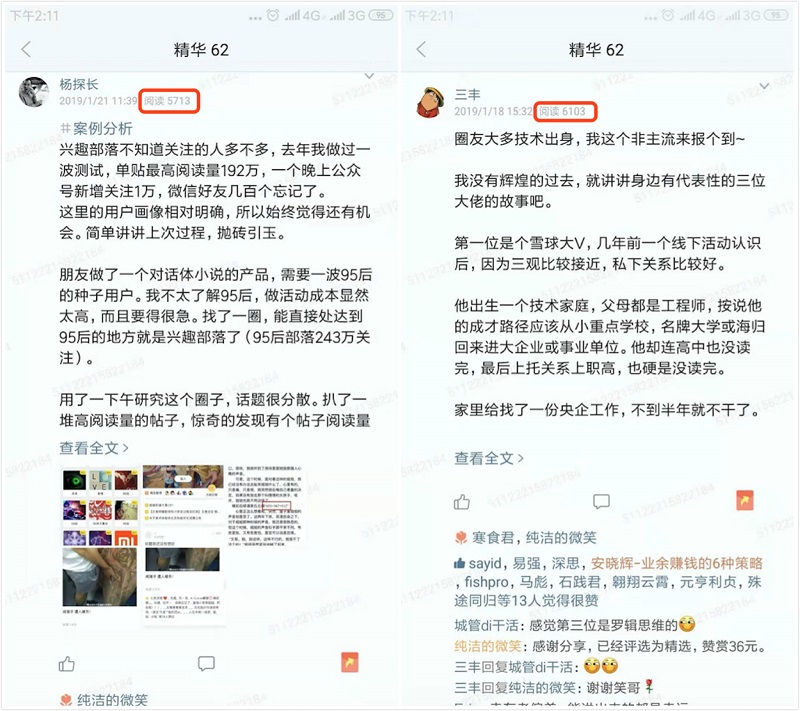 下午2:11
4G
3G
95
精华 62
杨探长
2019/1/21 11:39 阅读 5713
#案例分析
兴趣部落不知道关注的人多不多，去年我做过一
波测试，单贴最高阅读量192万，一个晚上公众
号新增关注1万，微信好友几百个忘记了。
这里的用户画像相对明确，所以始终觉得还有机
会。简单讲讲上次过程，抛砖引玉。
朋友做了一个对话体小说的产品，需要一波95后
的种子用户。我不太了解95后，做活动成本显然
太高，而且要得很急。找了一圈，能直接处达到
95后的地方就是兴趣部落了（95后部落243万关
注）。
用了一下午研究这个圈子，话题很分散。扒了一
堆高阅读量的帖子，惊奇的发现有个帖子阅读量
查看全文
纯洁的微笑
下午2:11
4G
3G
95
精华 62
三丰
2019/1/18 15:32 阅读 6103
圈友大多技术出身，我这个非主流来报个到~
我没有辉煌的过去，就讲讲身边有代表性的三位
大佬的故事吧。
第一位是个雪球大V，几年前一个线下活动认识
后，因为三观比较接近，私下关系比较好。
他出生一个技术家庭，父母都是工程师，按说他
的成才路径应该从小重点学校，名牌大学或海归
回来进大企业或事业单位。他却连高中也没读
完，最后上托关系上职高，也硬是没读完。
家里给找了一份央企工作，不到半年就不干了。
查看全文
寒食君，纯洁的微笑
sayid，易强，深思，安晓辉-业余赚钱的6种策略
，fishpro，马彪，石践君，翱翔云霄，元亨利贞，殊
途同归等13人觉得很赞
城管di干活：感觉第三位是罗辑思维的
纯洁的微笑：感谢分享，已经评选为精选，赞赏36元。
三丰回复城管di干活：
三丰回复纯洁的微笑：谢谢笑哥